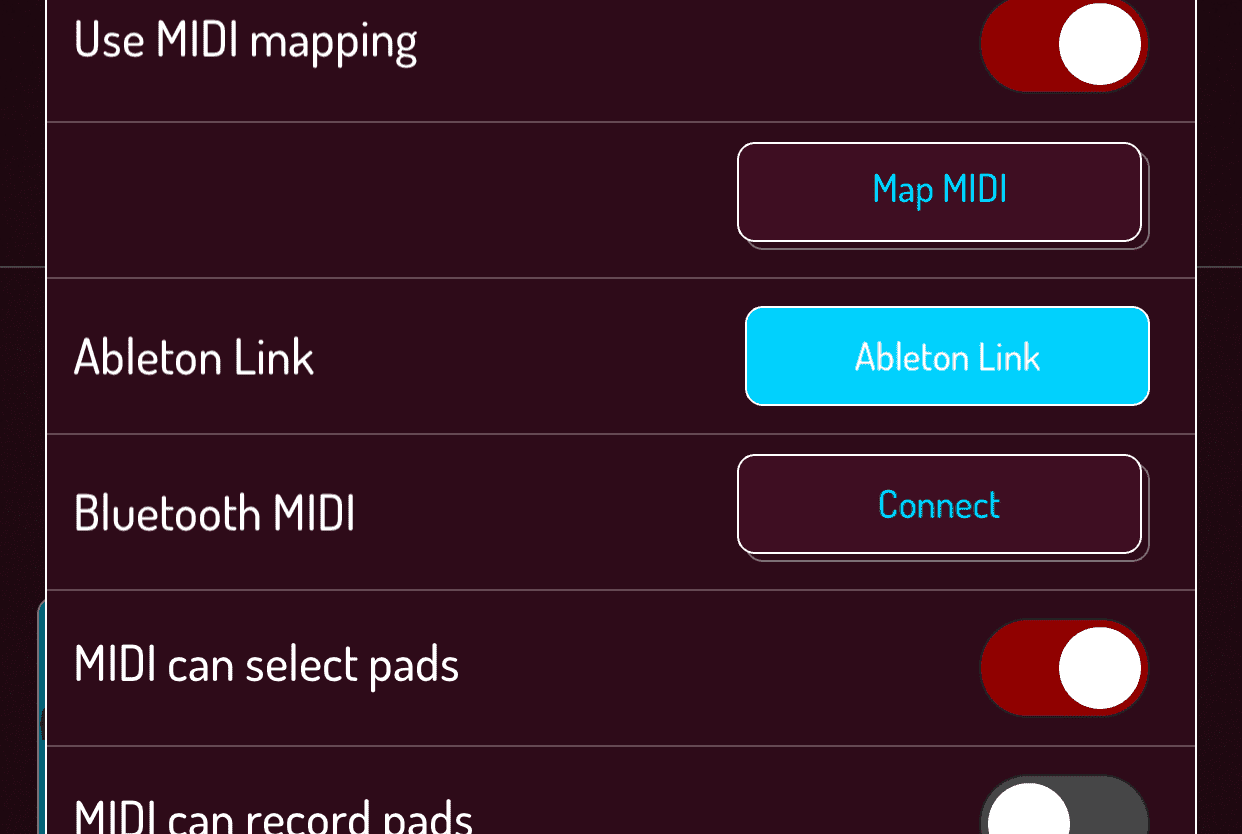 Use MIDI mapping
Map MIDI
Ableton Link
Ableton Link
Bluetooth MIDI
Connect
MIDI can select pads
MIDI can record pads